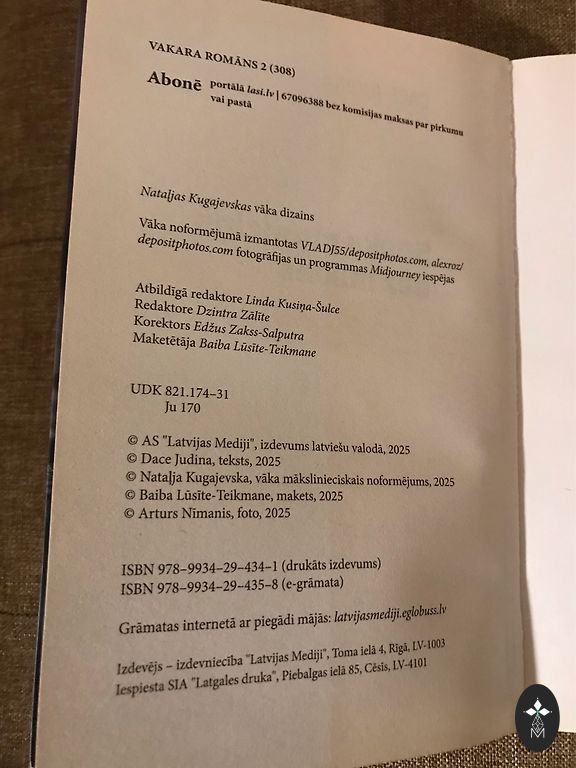 VAKARA ROMĀNS 2 (308)
Abonē portālā lasi.lv | 67096388 bez komisijas maksas par pirkumu
vai pastā
Nataļjas Kugajevskas vāka dizains
Vāka noformējumā izmantotas VLADJ55/depositphotos.com, alexroz/
depositphotos.com fotogrāfijas un programmas Midjourney iespējas
Atbildīgā redaktore Linda Kusiņa-Šulce
Redaktore Dzintra Zālīte
Korektors Edžus Zakss-Salputra
Maketētāja Baiba Lūsīte-Teikmane
UDK 821.174–31
Ju 170
© AS "Latvijas Mediji", izdevums latviešu valodā, 2025
© Dace Judina, teksts, 2025
© Nataļja Kugajevska, vāka mākslinieciskais noformējums, 2025
© Baiba Lūsīte-Teikmane, makets, 2025
© Arturs Nīmanis, foto, 2025
ISBN 978–9934–29–434–1 (drukāts izdevums)
ISBN 978–9934–29–435–8 (e-grāmata)
Grāmatas internetā ar piegādi mājās: latvijasmediji.eglobuss.lv
Izdevējs – izdevniecība "Latvijas Mediji", Toma ielā 4, Rīgā, LV-1003
Iespiesta SIA "Latgales druka", Piebalgas ielā 85, Cēsis, LV-4101
M